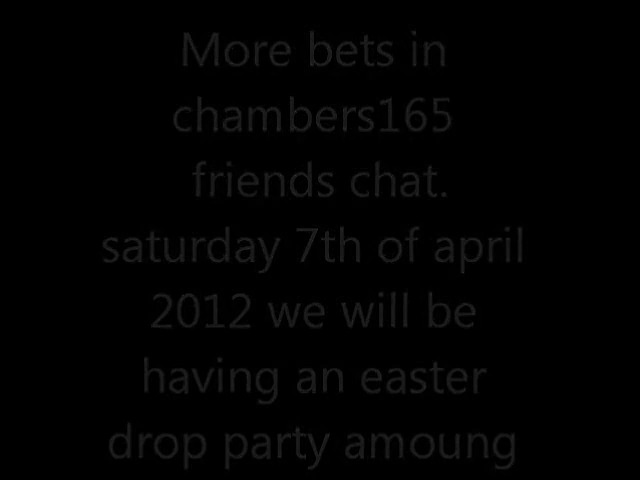 More bets in
chambers165
friends chat.
saturday 7th of april
2012 we will be
having an easter
drop party amoung